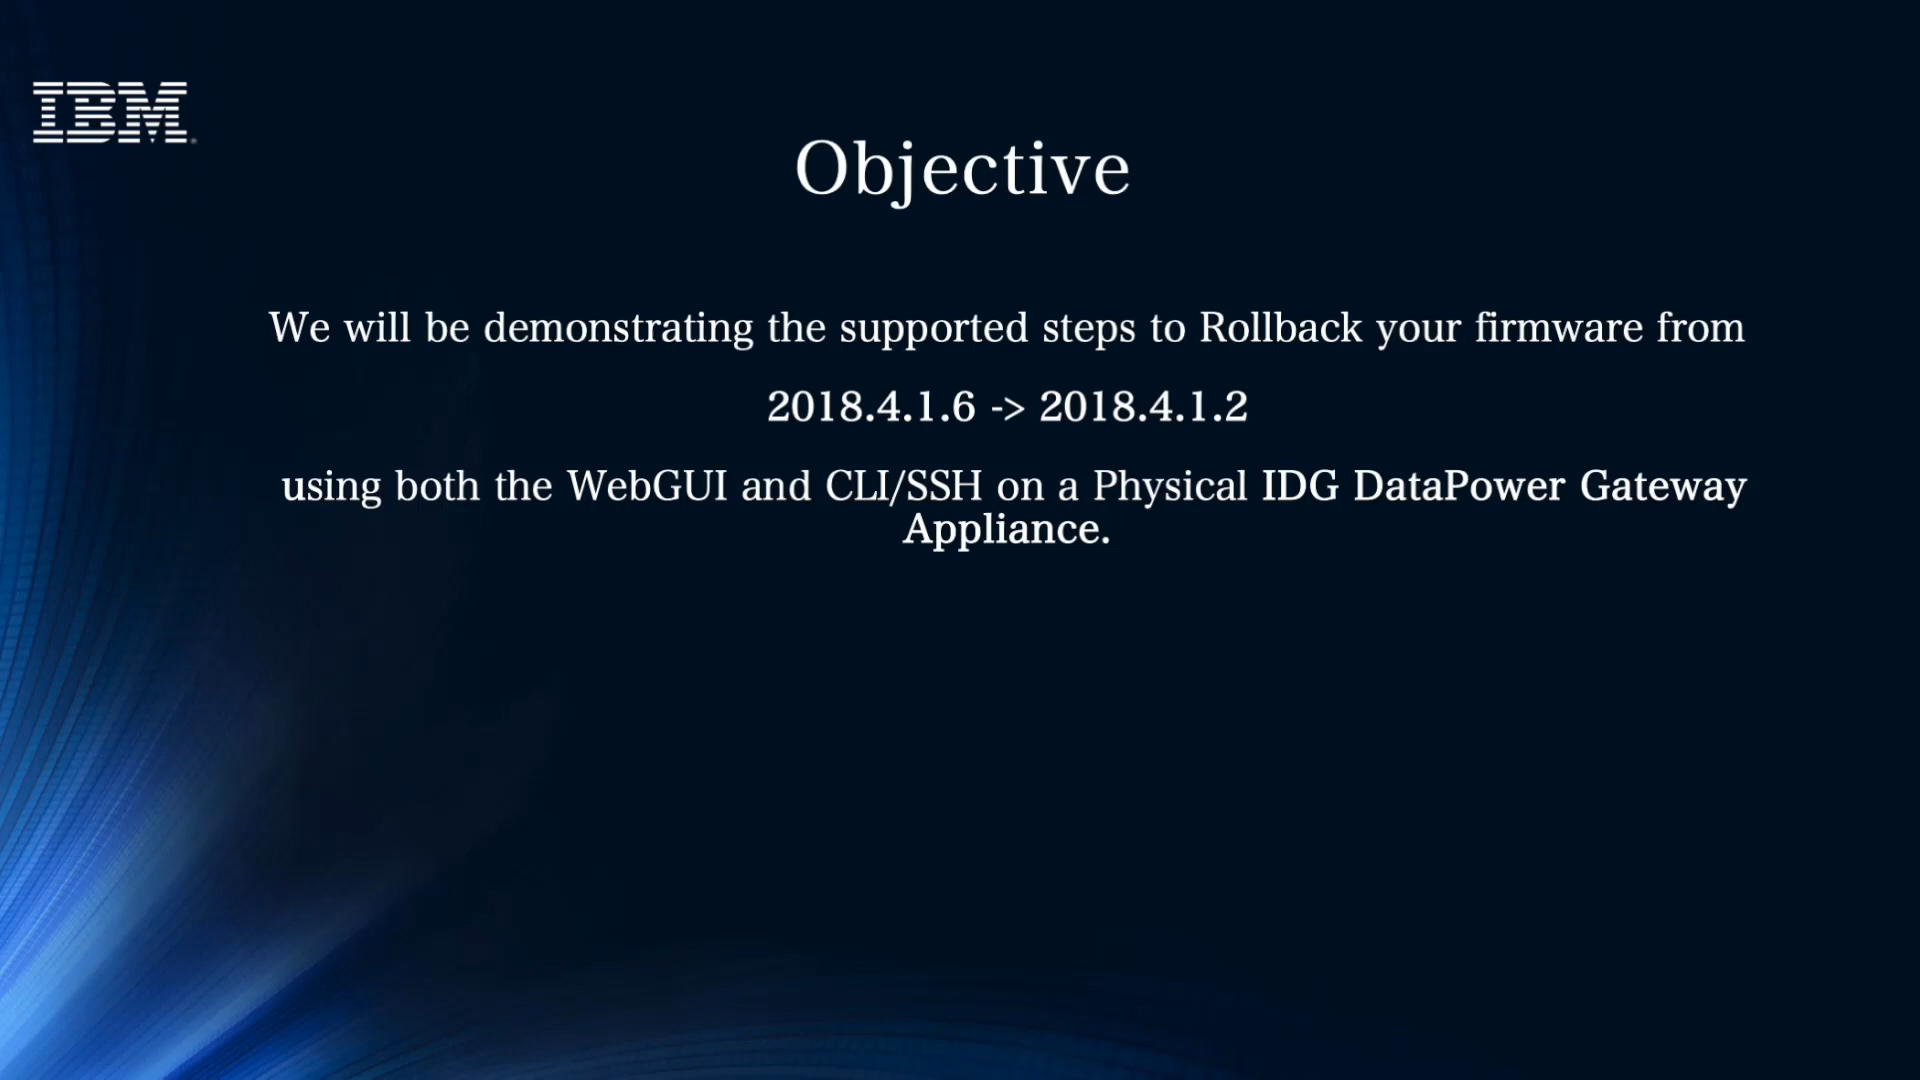 IBM
Objective
We will be demonstrating the supported steps to Rollback your firmware from
2018.4.1.6 -> 2018.4.1.2
using both the WebGUI and CLI/SSH on a Physical IDG DataPower Gateway
Appliance.